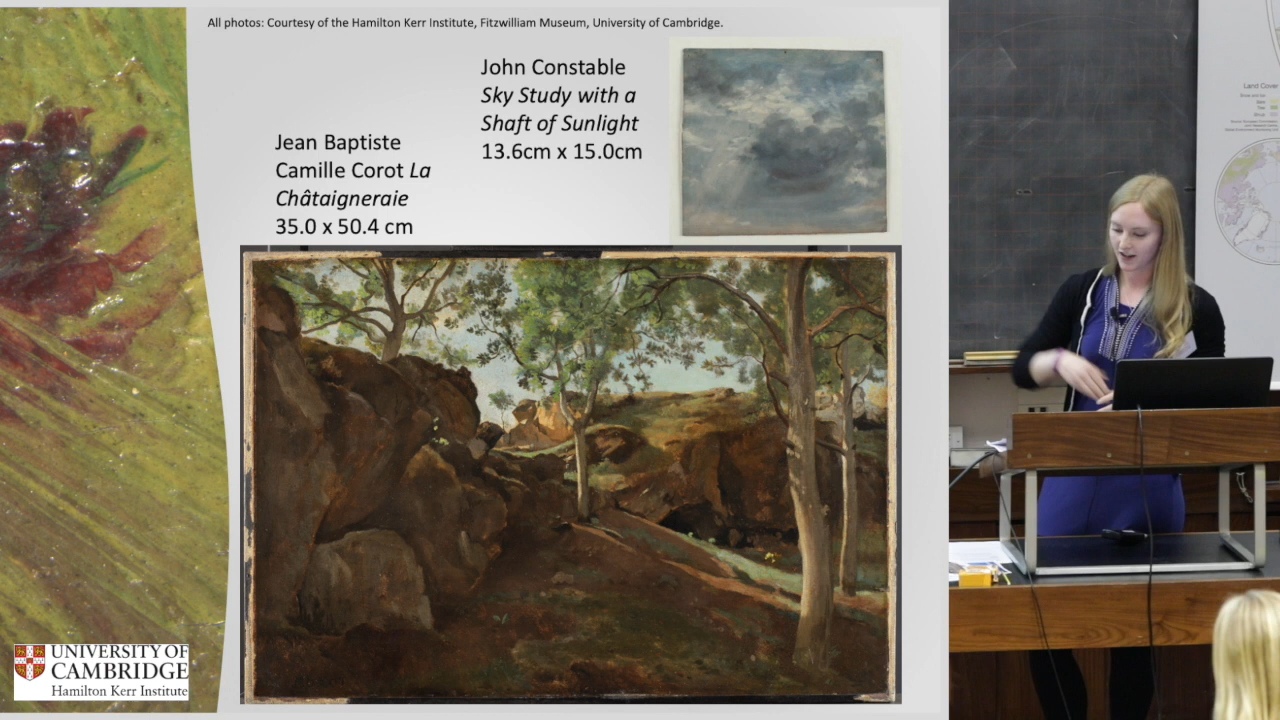 All photos: Courtesy of the Hamilton Kerr Institute, Fitzwilliam Museum, University of Cambridge.
John Constable
Sky Study with a
Shaft of Sunlight
13.6cm x 15.0cm
Jean Baptiste
Camille Corot La
Châtaigneraie
35.0 x 50.4 cm
UNIVERSITY OF
CAMBRIDGE
Hamilton Kerr Institute
Land Cover